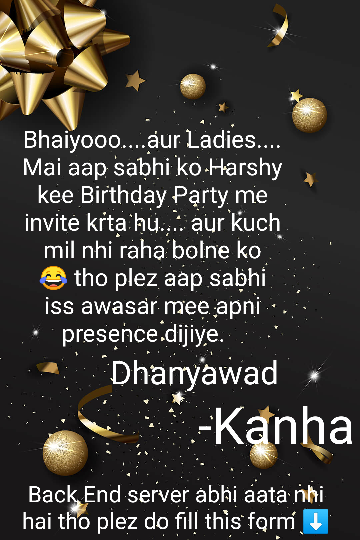 Bhaiyooo....aur Ladies....
Mai aap sabhi ko Harshy
kee Birthday Party me
invite krta hu.... aur kuch
mil nhi raha bolne ko
😂 tho plez aap sabhi
iss awasar mee apni
presence dijiye.
Dhanyawad
-Kanha
Back End server abhi aata nhi
hai tho plez do fill this form ⬇️